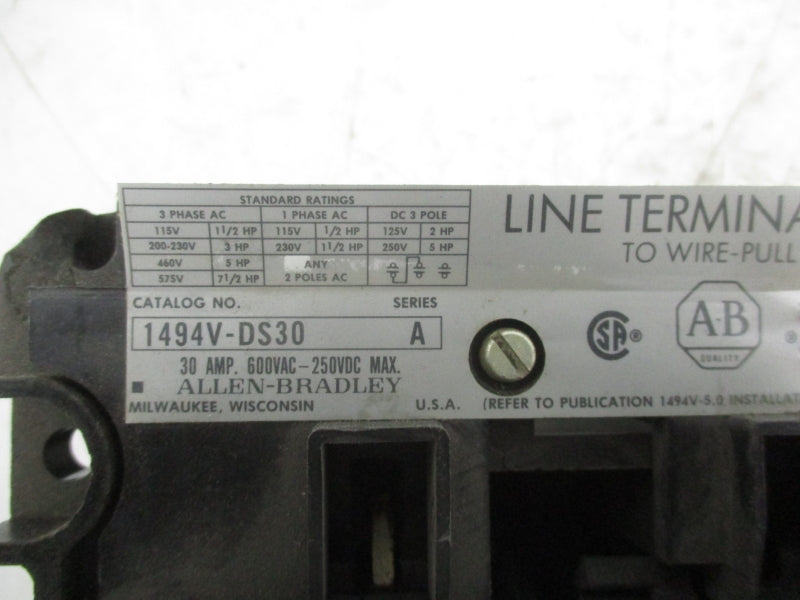 STANDARD RATINGS
3 PHASE AC 1 PHASE AC DC 3 POLE
115V 1 1/2 HP 115V 1/2 HP 125V 2 HP
200-230V 3 HP 230V 1 1/2 HP 250V 5 HP
460V 5 HP ANY
575V 7 1/2 HP 2 POLES AC
LINE TERMINA
TO WIRE-PULL
CATALOG NO. SERIES
1494V-DS30 A
30 AMP. 600VAC-250VDC MAX.
ALLEN-BRADLEY
MILWAUKEE, WISCONSIN U.S.A. (REFER TO PUBLICATION 1494V-5.0 INSTALLAT
SA ®
A-B
QUALITY
®